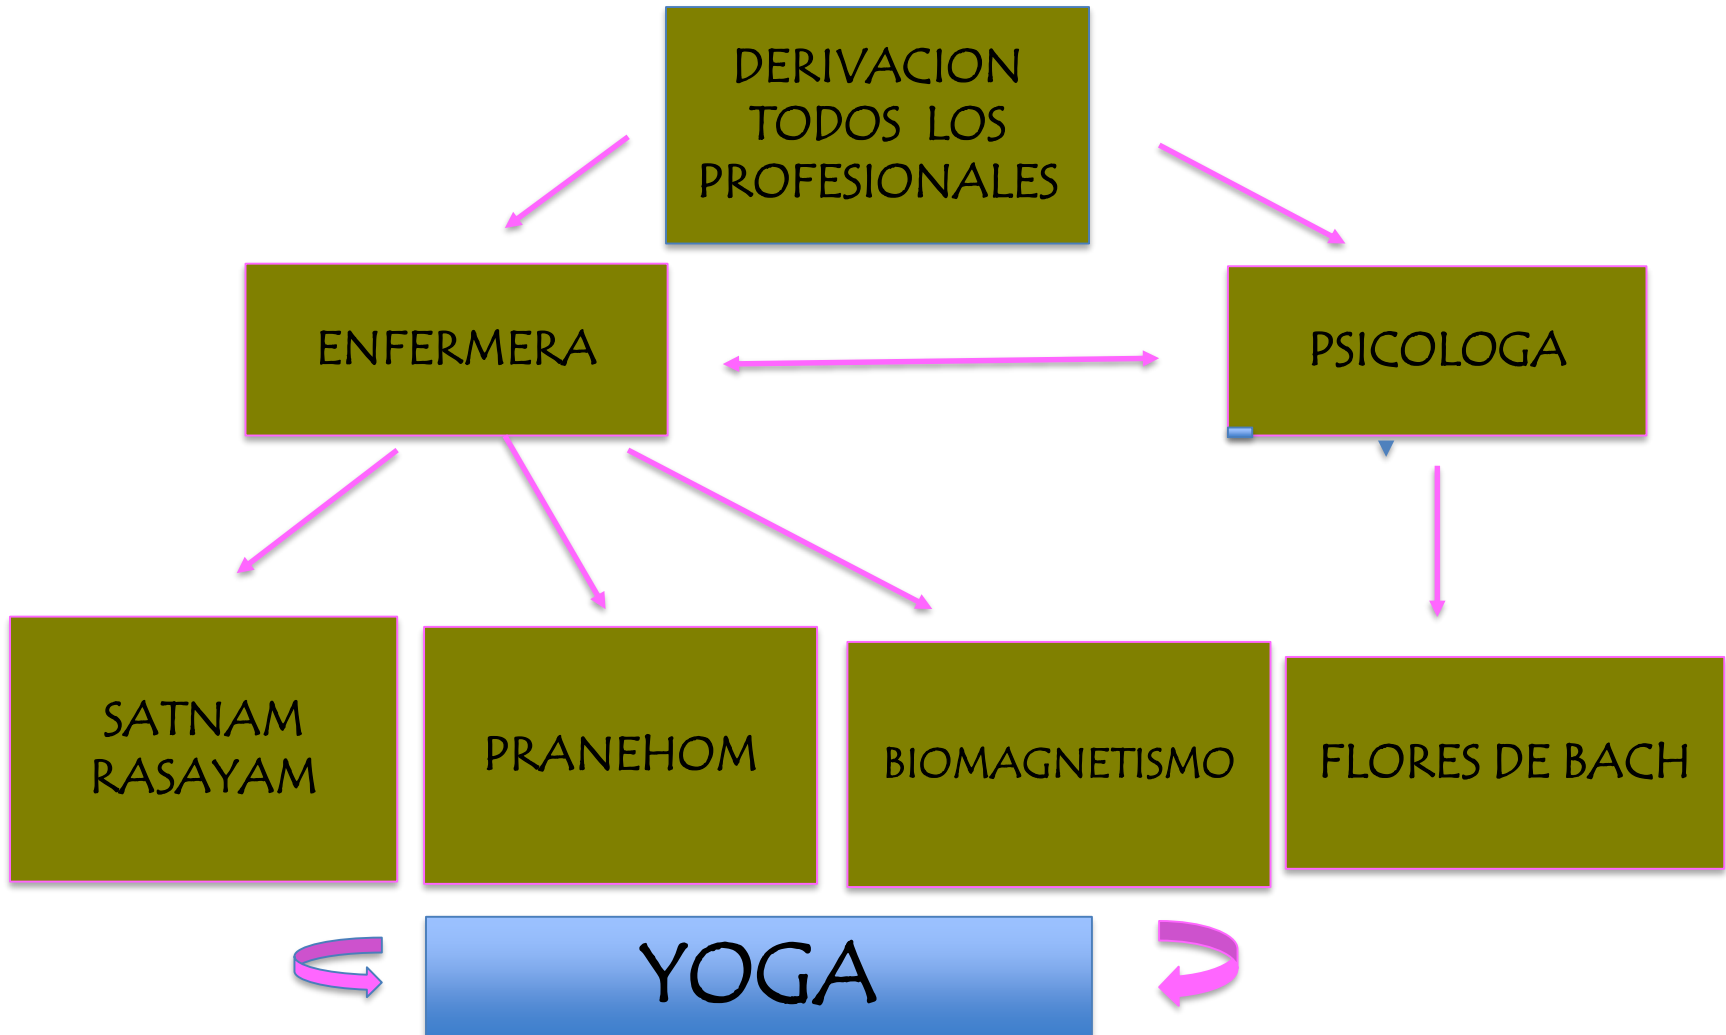 DERIVACION
TODOS LOS
PROFESIONALES
ENFERMERA
PSICOLOGA
SATNAM
RASAYAM
PRANEHOM
BIOMAGNETISMO
FLORES DE BACH
YOGA